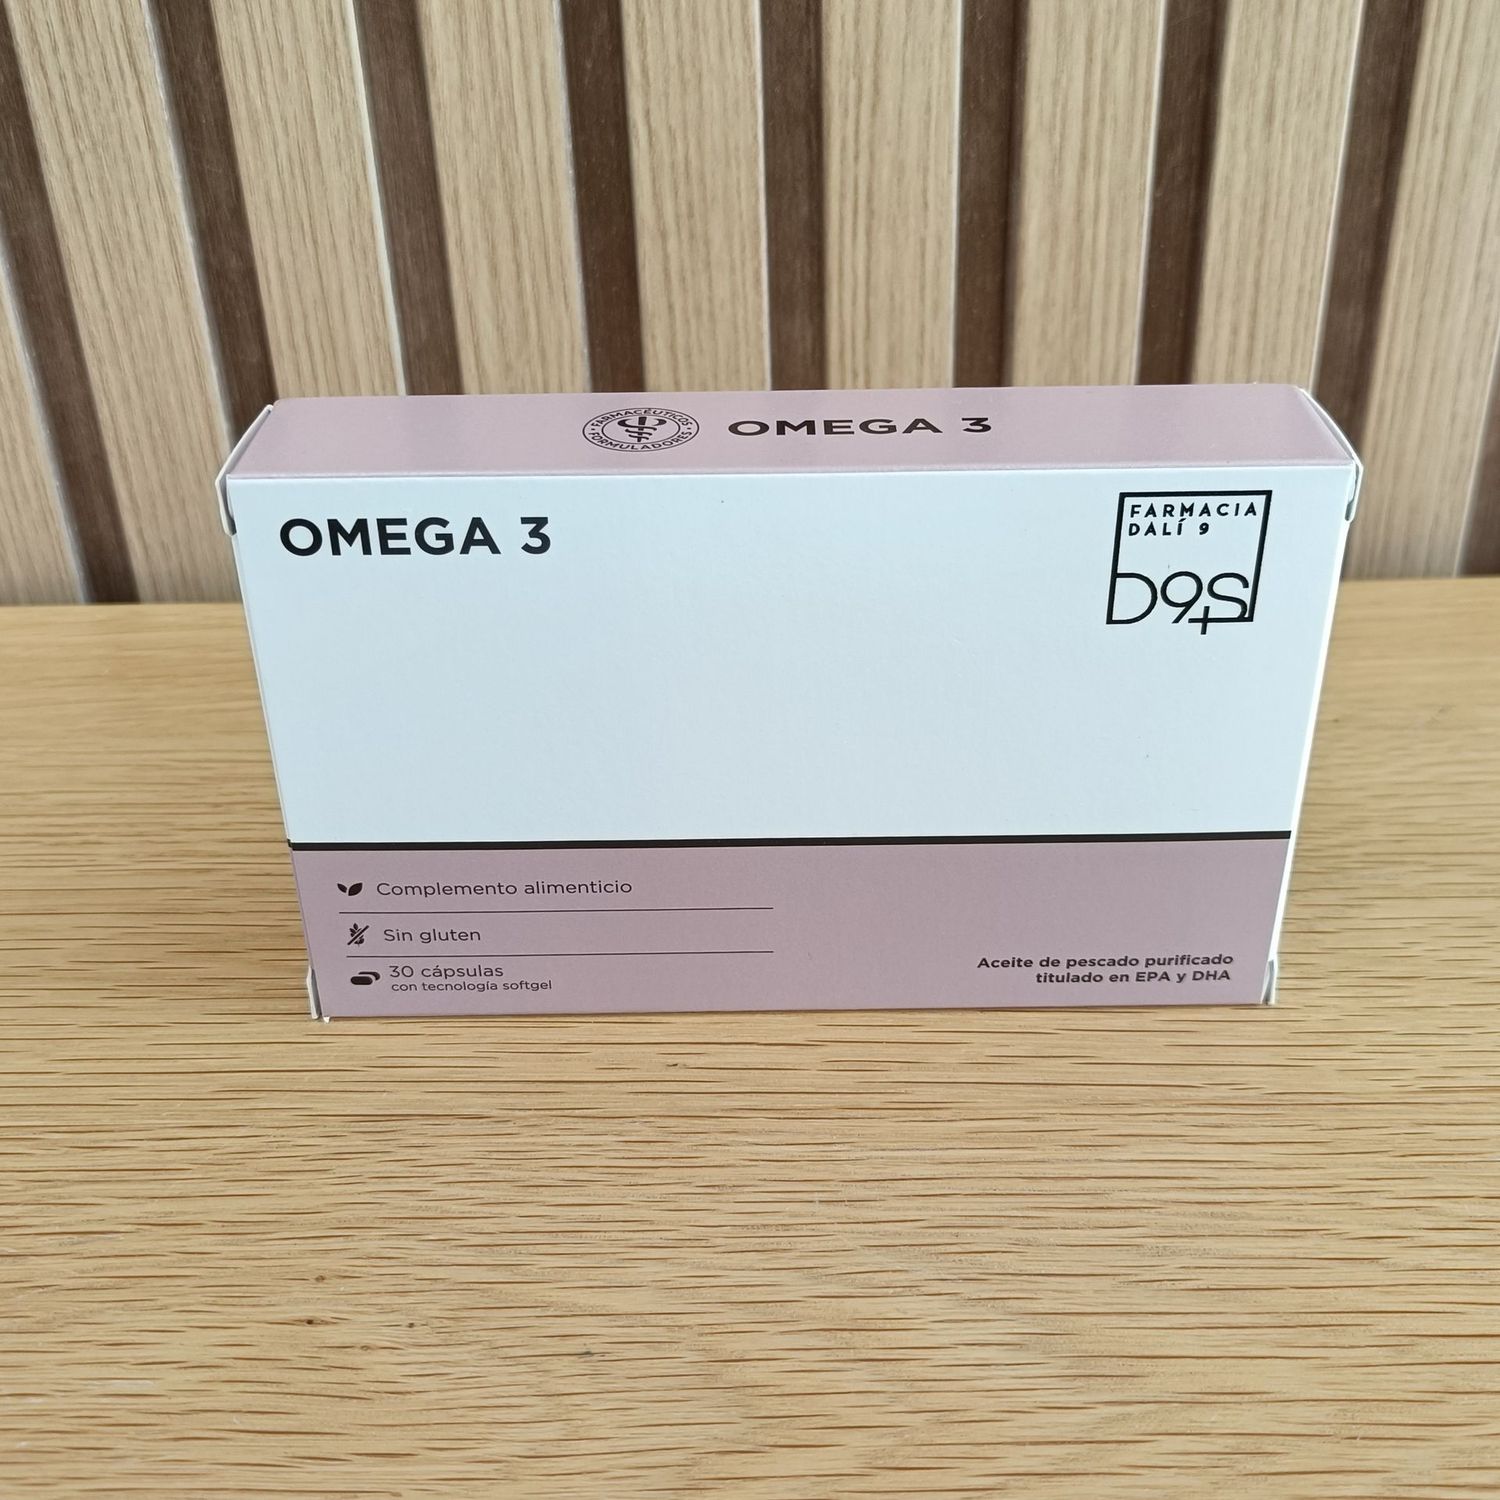 FARMACÉUTICOS
FORMULADORES
OMEGA 3
OMEGA 3
FARMACIA
DALÍ 9
D9S
Complemento alimenticio
Sin gluten
30 cápsulas
con tecnología softgel
Aceite de pescado purificado
titulado en EPA y DHA